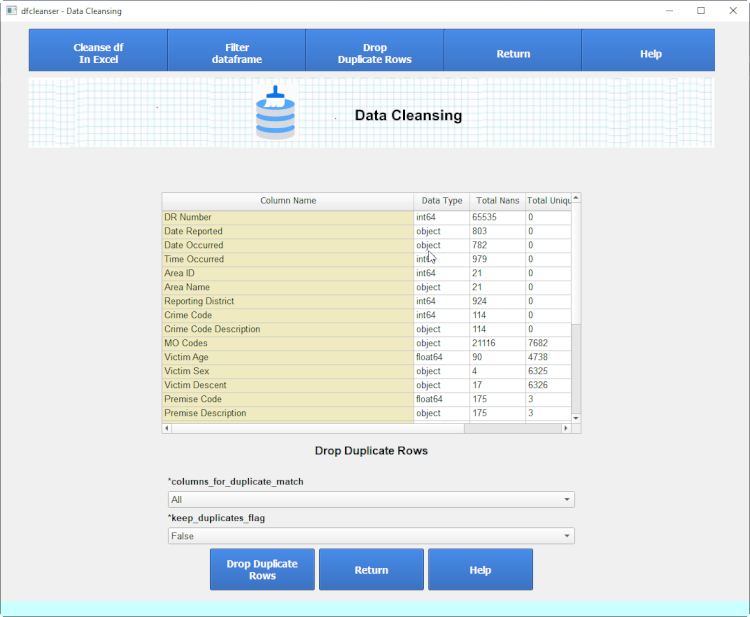 dfcleanser - Data Cleansing
Cleanse df
In Excel
Filter
dataframe
Drop
Duplicate Rows
Return
Help
Data Cleansing
Column Name Data Type Total Nans Total Uniqu
DR Number int64 65535 0
Date Reported object 803 0
Date Occurred object 782 0
Time Occurred int64 979 0
Area ID int64 21 0
Area Name object 21 0
Reporting District int64 924 0
Crime Code int64 114 0
Crime Code Description object 114 0
MO Codes object 21116 7682
Victim Age float64 90 4738
Victim Sex object 4 6325
Victim Descent object 17 6326
Premise Code float64 175 3
Premise Description object 175 3
Drop Duplicate Rows
*columns_for_duplicate_match
All
*keep_duplicates_flag
False
Drop Duplicate
Rows
Return
Help